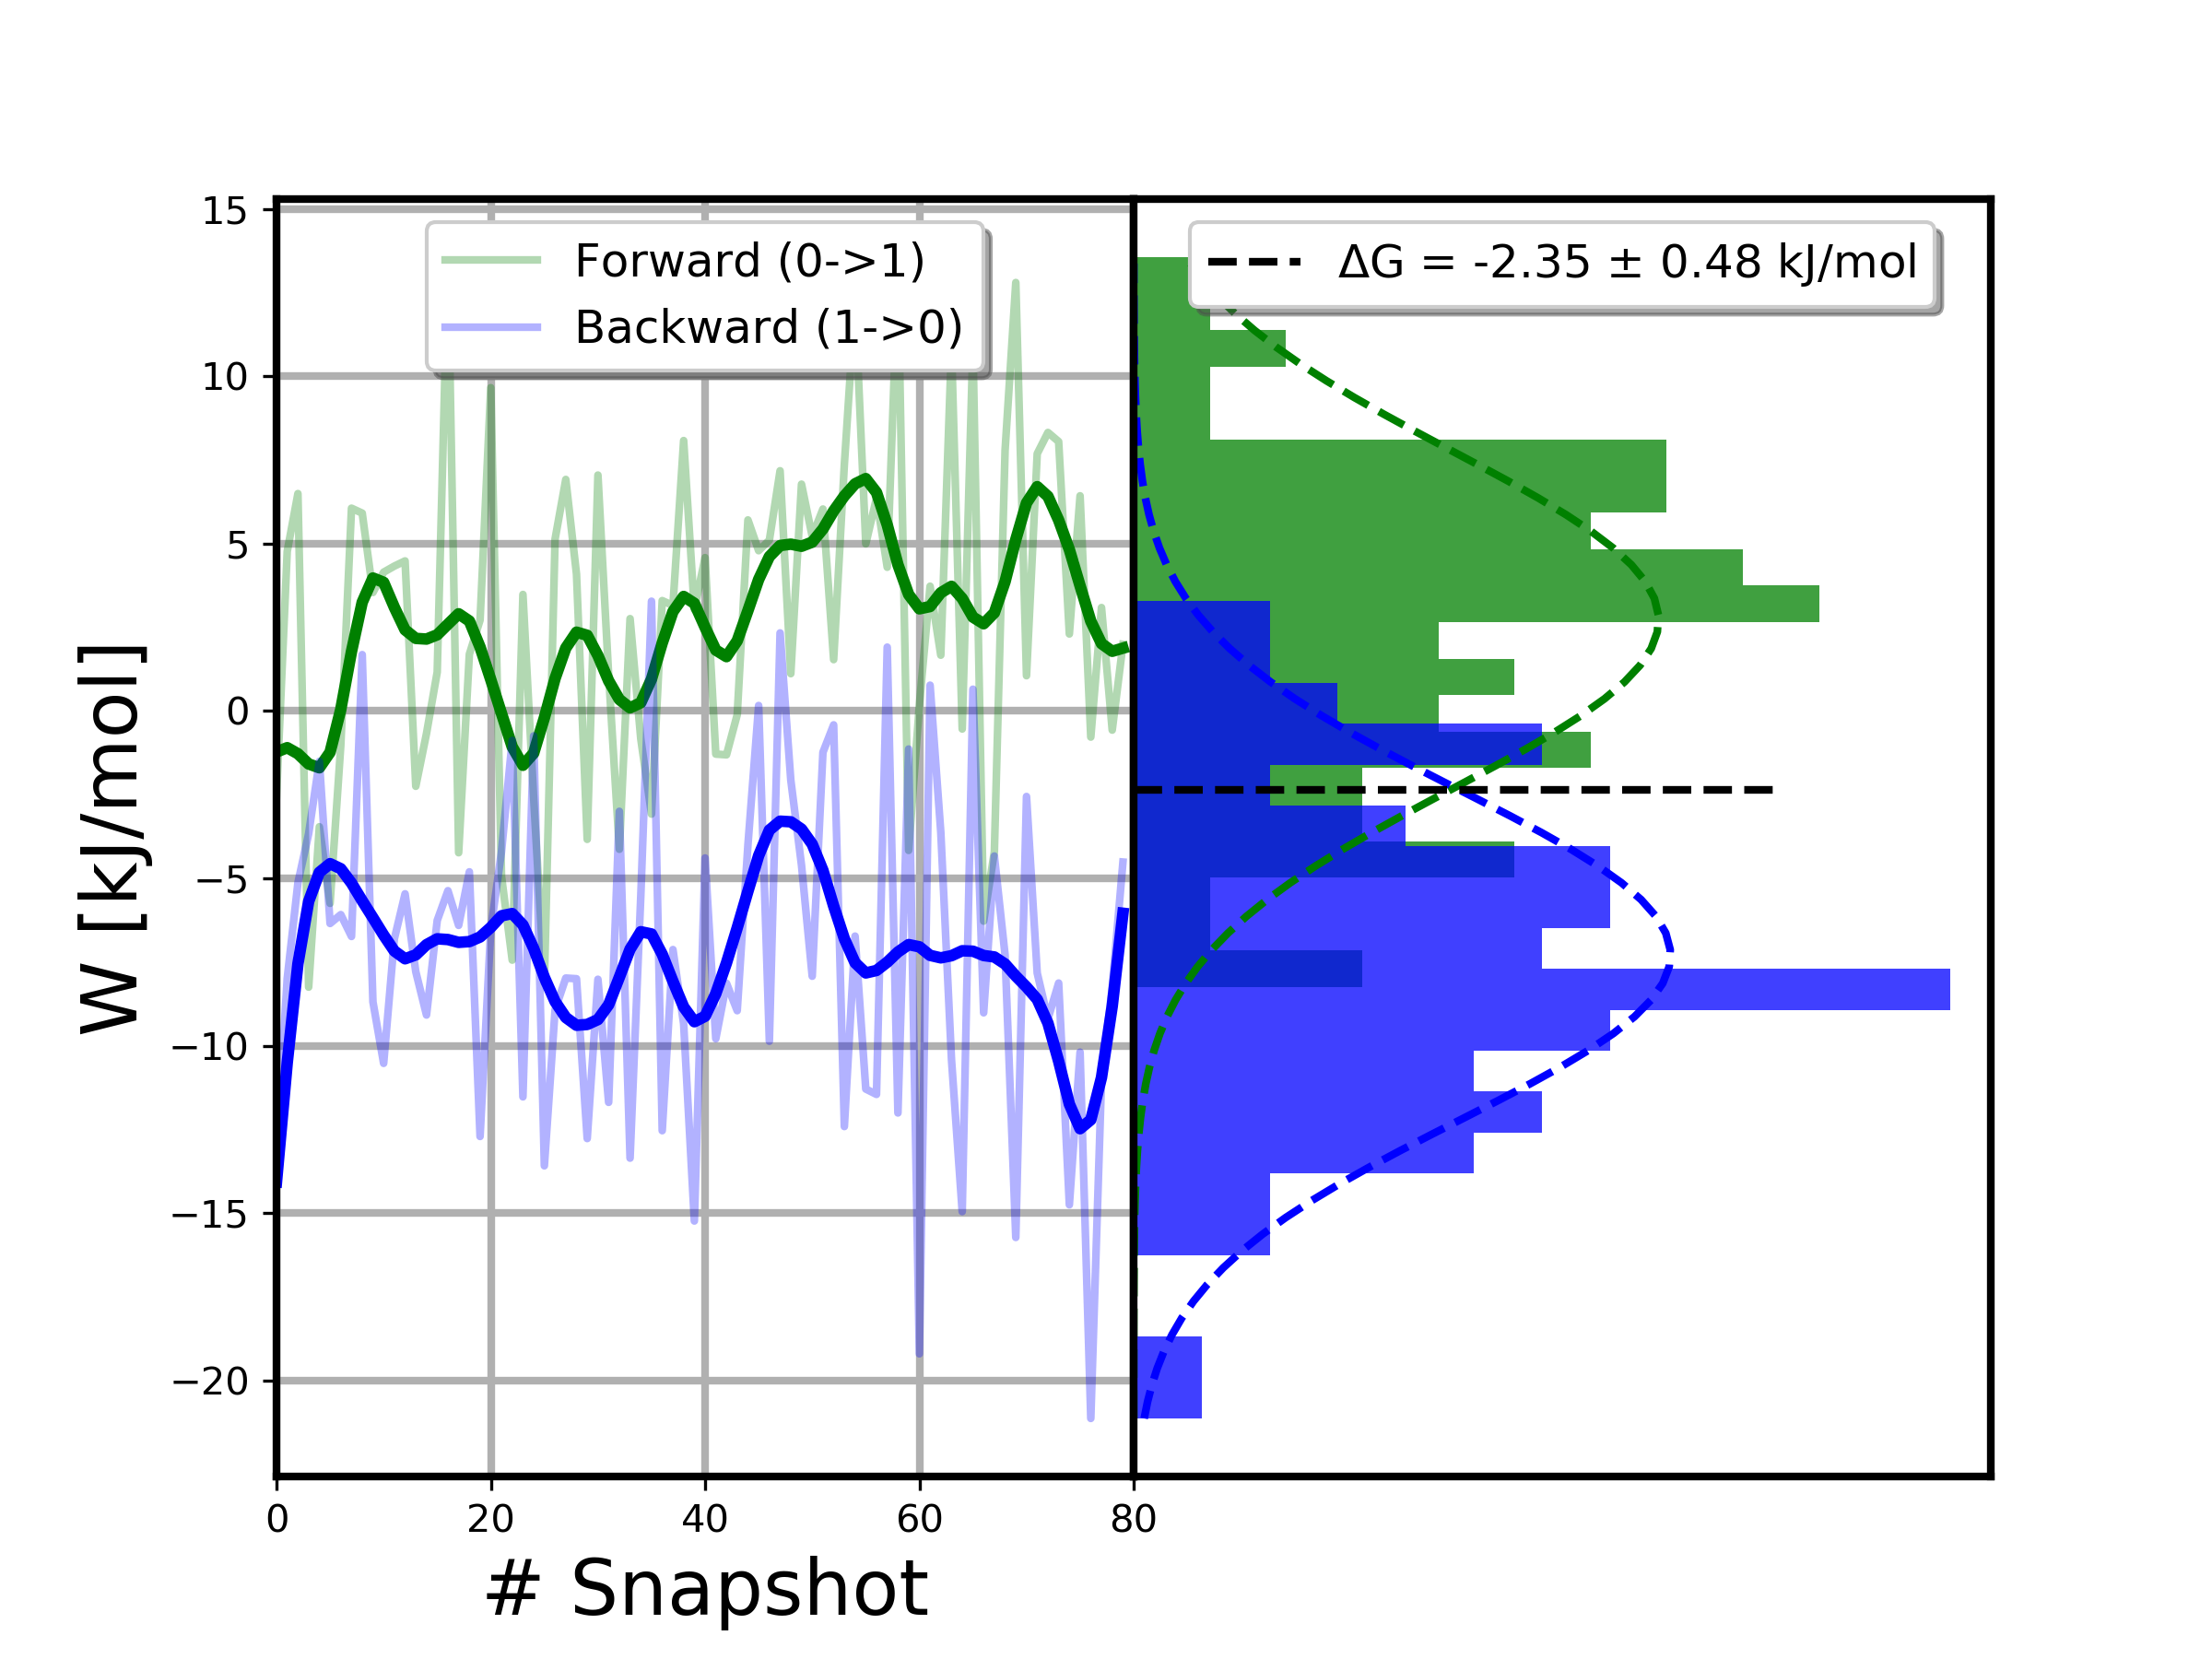 15
10
5
0
−5
−10
−15
−20
W [kJ/mol]
Forward (0->1)
Backward (1->0)
ΔG = -2.35 ± 0.48 kJ/mol
0 20 40 60 80
# Snapshot